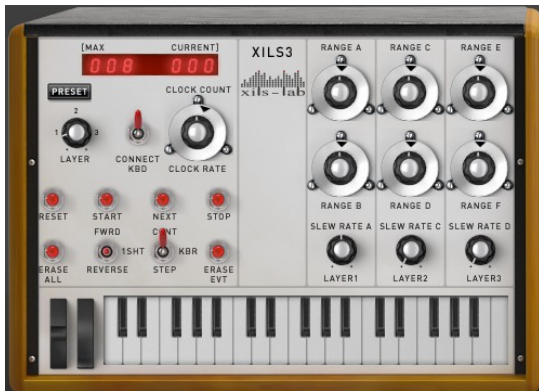 [MAX CURRENT]
008 000
PRESET
CLOCK COUNT
2
1 3
LAYER
CONNECT
KBD
CLOCK RATE
XILS3
xils-lab
RANGE A RANGE C RANGE E
RANGE B RANGE D RANGE F
RESET START NEXT STOP
FWRD CONT
1SHT KBR
ERASE
ALL
REVERSE STEP
ERASE
EVT
SLEW RATE A SLEW RATE C SLEW RATE D
LAYER1 LAYER2 LAYER3